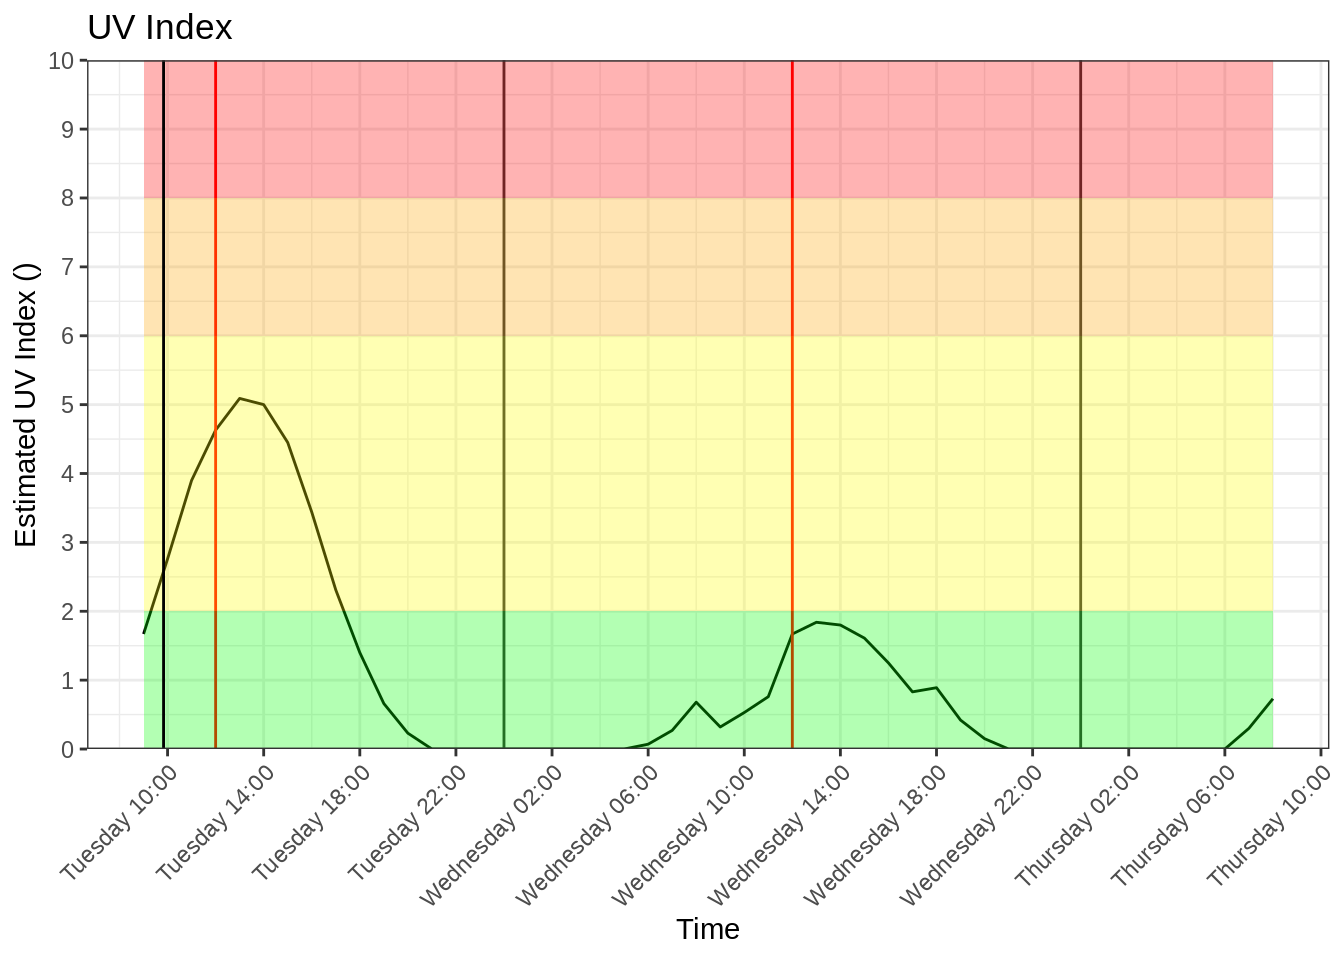 UV Index
Estimated UV Index ()
10
9
8
7
6
5
4
3
2
1
0
Tuesday 10:00
Tuesday 14:00
Tuesday 18:00
Tuesday 22:00
Wednesday 02:00
Wednesday 06:00
Wednesday 10:00
Wednesday 14:00
Wednesday 18:00
Wednesday 22:00
Thursday 02:00
Thursday 06:00
Thursday 10:00
Time